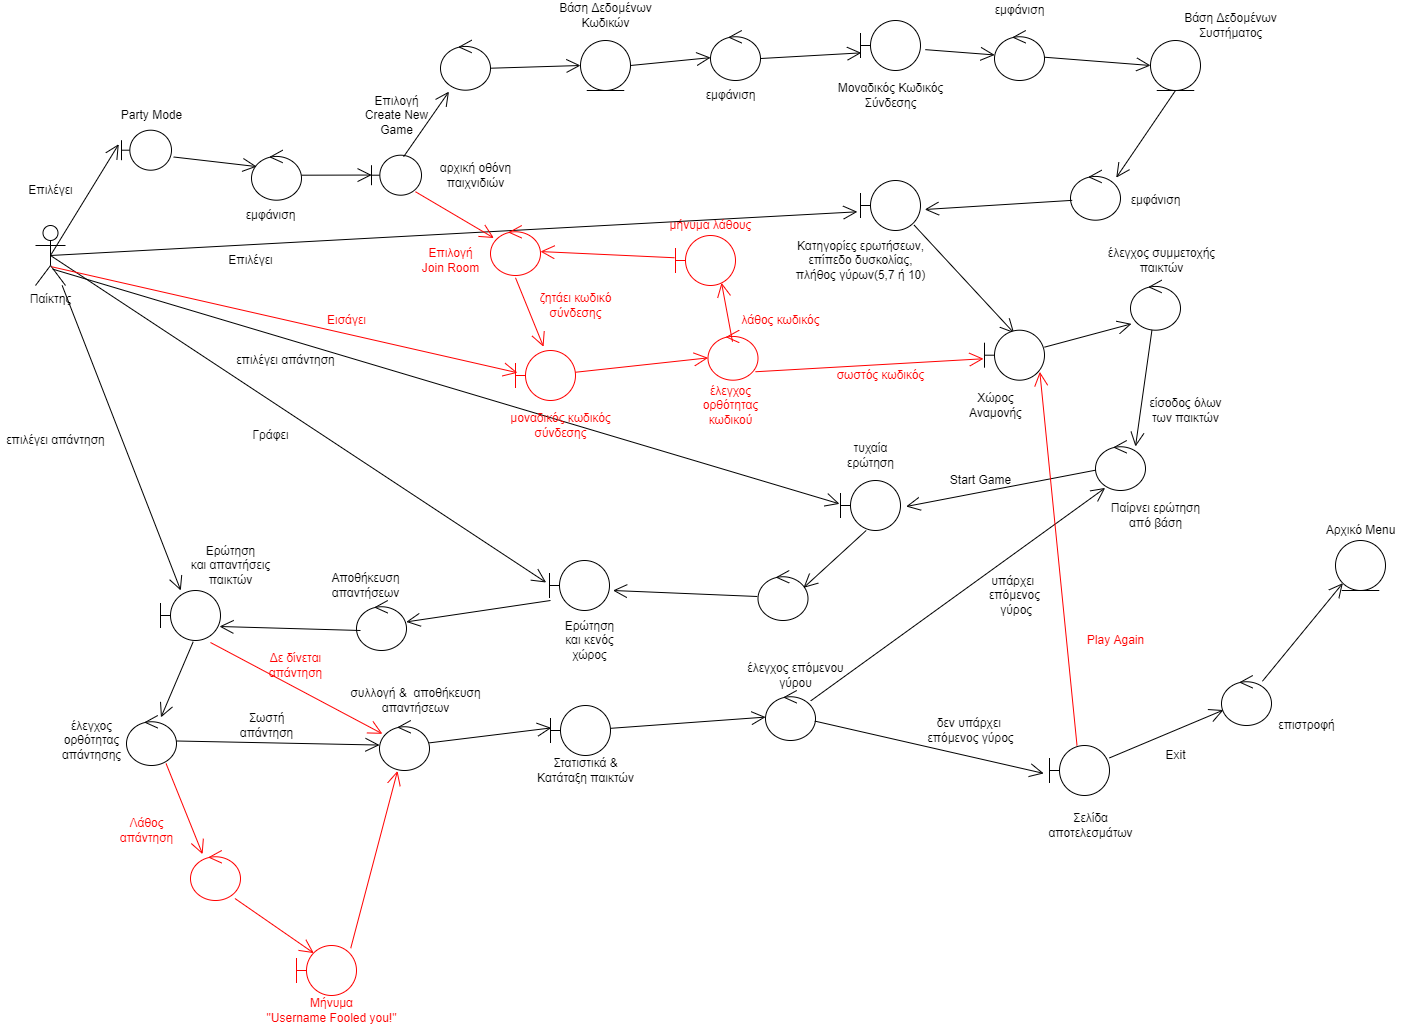 Βάση Δεδομένων
Κωδικών
εμφάνιση
Βάση Δεδομένων
Συστήματος
εμφάνιση
Μοναδικός Κωδικός
Σύνδεσης
Party Mode
Επιλογή
Create New
Game
αρχική οθόνη
παιχνιδιών
Επιλέγει
εμφάνιση
εμφάνιση
Παίκτης
Επιλέγει
Επιλογή
Join Room
μήνυμα λάθους
Κατηγορίες ερωτήσεων,
επίπεδο δυσκολίας,
πλήθος γύρων(5,7 ή 10)
έλεγχος συμμετοχής
παικτών
ζητάει κωδικό
σύνδεσης
Εισάγει
λάθος κωδικός
επιλέγει απάντηση
σωστός κωδικός
έλεγχος
ορθότητας
κωδικού
Χώρος
Αναμονής
είσοδος όλων
των παικτών
μοναδικός κωδικός
σύνδεσης
επιλέγει απάντηση
Γράφει
τυχαία
ερώτηση
Start Game
Παίρνει ερώτηση
από βάση
Αρχικό Menu
Ερώτηση
και απαντήσεις
παικτών
Αποθήκευση
απαντήσεων
υπάρχει
επόμενος
γύρος
Ερώτηση
και κενός
χώρος
Play Again
Δε δίνεται
απάντηση
έλεγχος επόμενου
γύρου
συλλογή &  αποθήκευση
απαντήσεων
έλεγχος
ορθότητας
απάντησης
Σωστή
απάντηση
δεν υπάρχει
επόμενος γύρος
επιστροφή
Exit
Στατιστικά &
Κατάταξη παικτών
Σελίδα
αποτελεσμάτων
Λάθος
απάντηση
Μήνυμα
"Username Fooled you!"